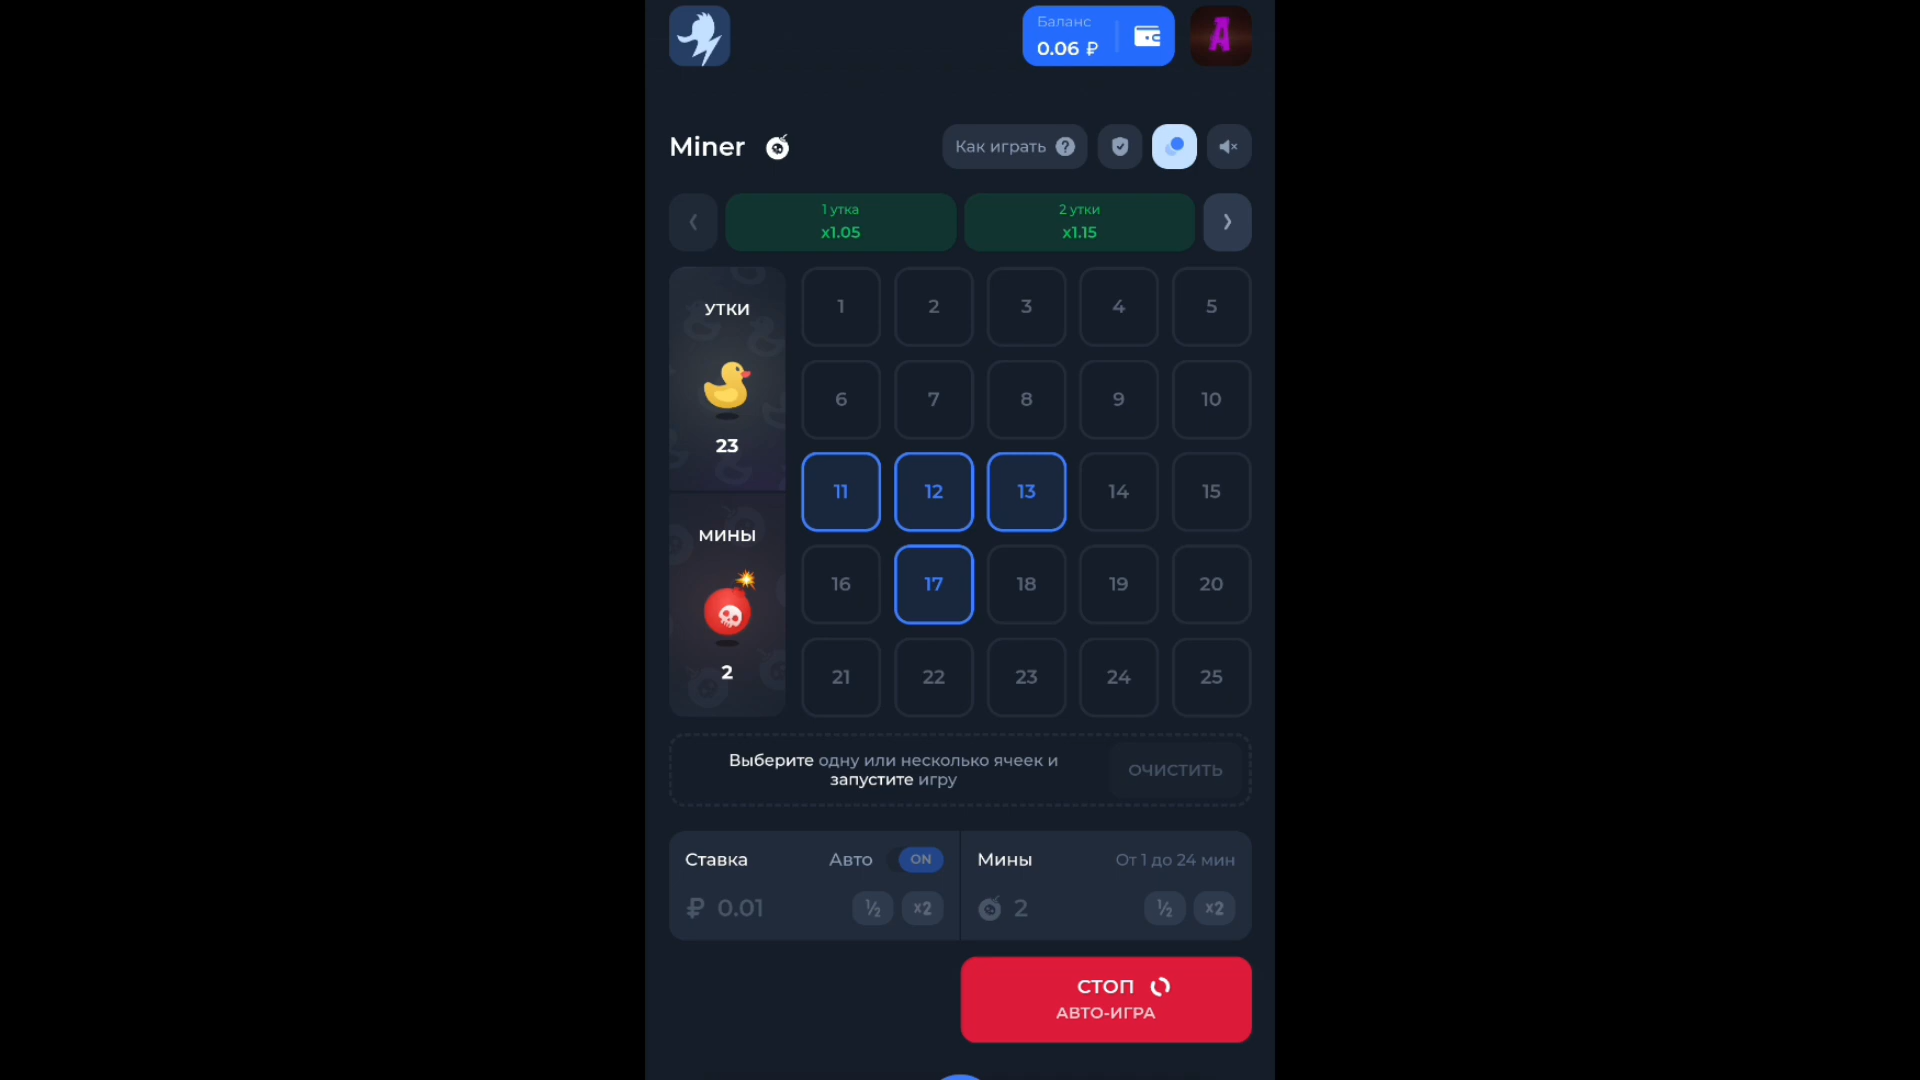 Баланс
0.06 ₽
A
Miner
Как играть ?
1 утка
x1.05
2 утки
x1.15
УТКИ
23
МИНЫ
2
1 2 3 4 5
6 7 8 9 10
11 12 13 14 15
16 17 18 19 20
21 22 23 24 25
Выберите одну или несколько ячеек и
запустите игру
ОЧИСТИТЬ
Ставка Авто ON
₽ 0.01 ½ x2
Мины От 1 до 24 мин
2 ½ x2
СТОП
АВТО-ИГРА